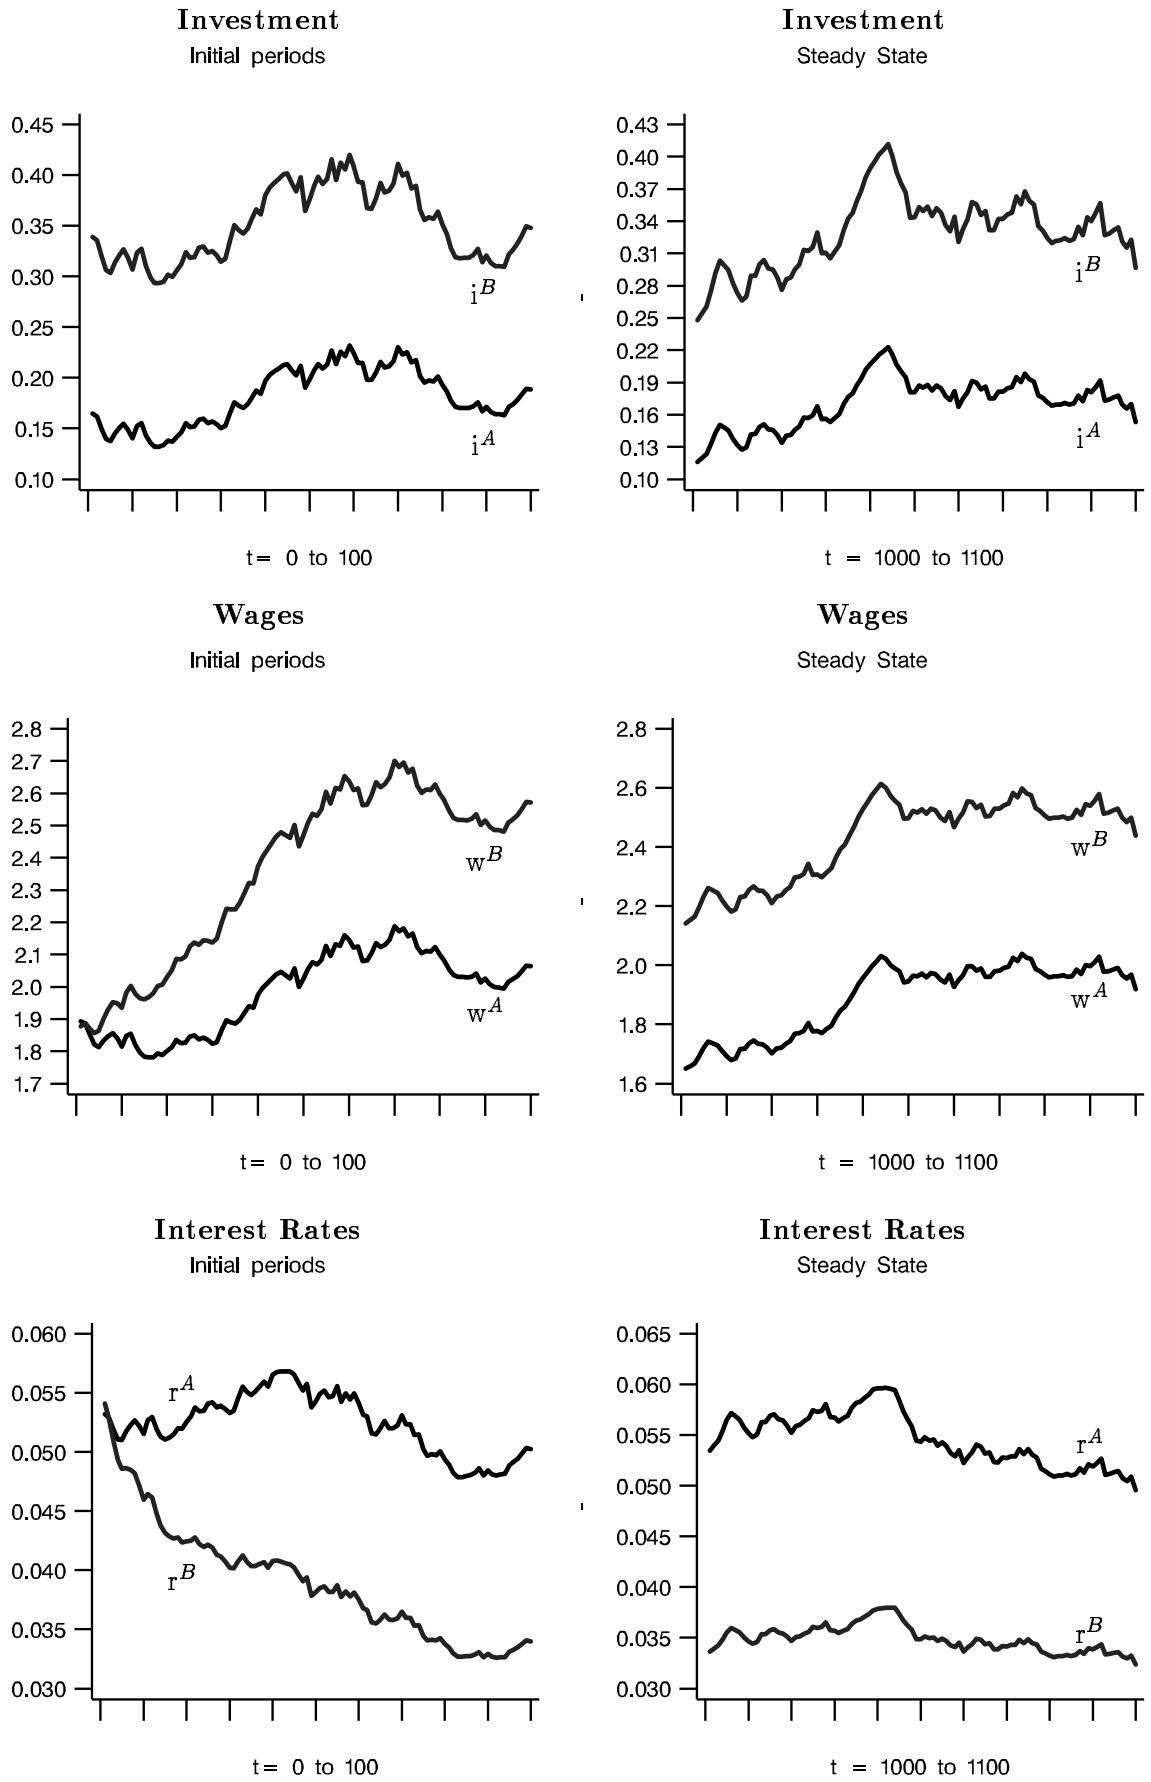 Investment
Initial periods
0.45
0.40
0.35
0.30
0.25
0.20
0.15
0.10
i^B
i^A
t= 0 to 100
Investment
Steady State
0.43
0.40
0.37
0.34
0.31
0.28
0.25
0.22
0.19
0.16
0.13
0.10
i^B
i^A
t = 1000 to 1100
Wages
Initial periods
2.8
2.7
2.6
2.5
2.4
2.3
2.2
2.1
2.0
1.9
1.8
1.7
w^B
w^A
t= 0 to 100
Wages
Steady State
2.8
2.6
2.4
2.2
2.0
1.8
1.6
w^B
w^A
t = 1000 to 1100
Interest Rates
Initial periods
0.060
0.055
0.050
0.045
0.040
0.035
0.030
r^A
r^B
t= 0 to 100
Interest Rates
Steady State
0.065
0.060
0.055
0.050
0.045
0.040
0.035
0.030
r^A
r^B
t = 1000 to 1100